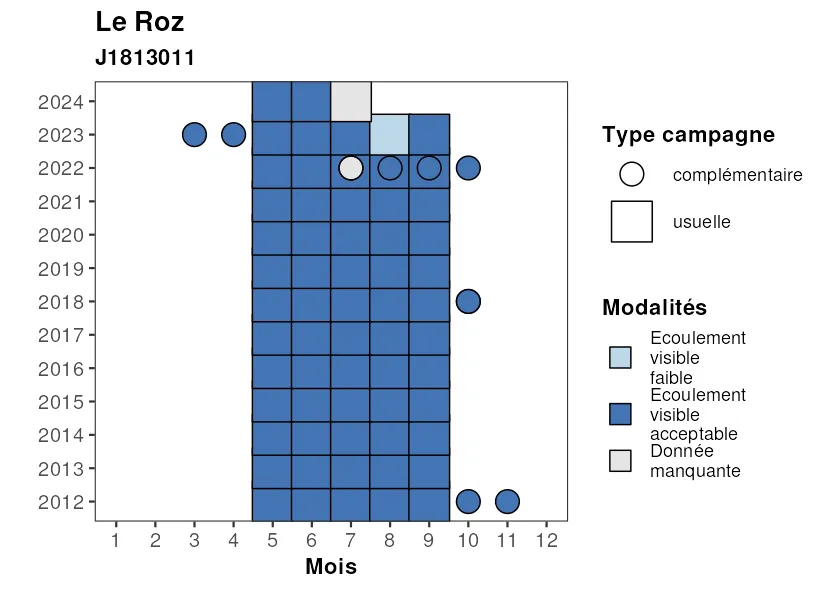 Le Roz
J1813011
2024
2023
2022
2021
2020
2019
2018
2017
2016
2015
2014
2013
2012
1 2 3 4 5 6 7 8 9 10 11 12
Mois
Type campagne
complémentaire
usuelle
Modalités
Ecoulement
visible
faible
Ecoulement
visible
acceptable
Donnée
manquante